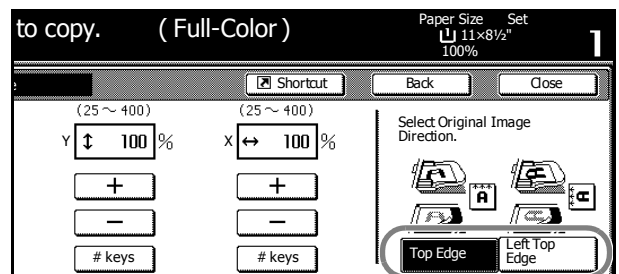 to copy. ( Full-Color )
Paper Size Set
11×8½"
100%
1
Shortcut
Back
Close
(25～400)
(25～400)
Y 100 %
X 100 %
Select Original Image
Direction.
+
+
A
A
A
A
－
－
# keys
# keys
Top Edge
Left Top
Edge